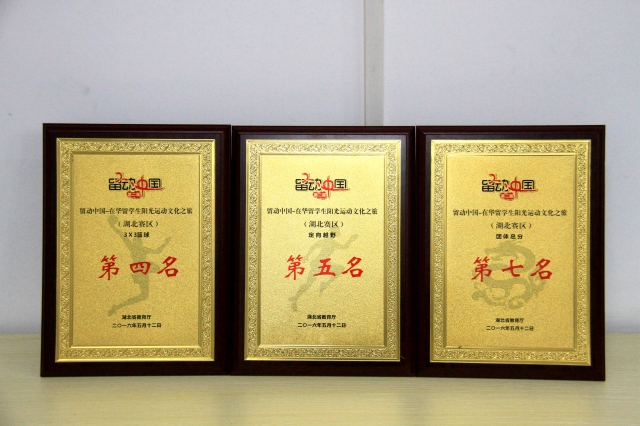 留动中国
留动中国-在华留学生阳光运动文化之旅
(湖北赛区)
3X3篮球
第四名
湖北省教育厅
二〇一六年五月十二日
留动中国
留动中国-在华留学生阳光运动文化之旅
(湖北赛区)
定向越野
第五名
湖北省教育厅
二〇一六年五月十二日
留动中国
留动中国-在华留学生阳光运动文化之旅
(湖北赛区)
团体总分
第七名
湖北省教育厅
二〇一六年五月十二日